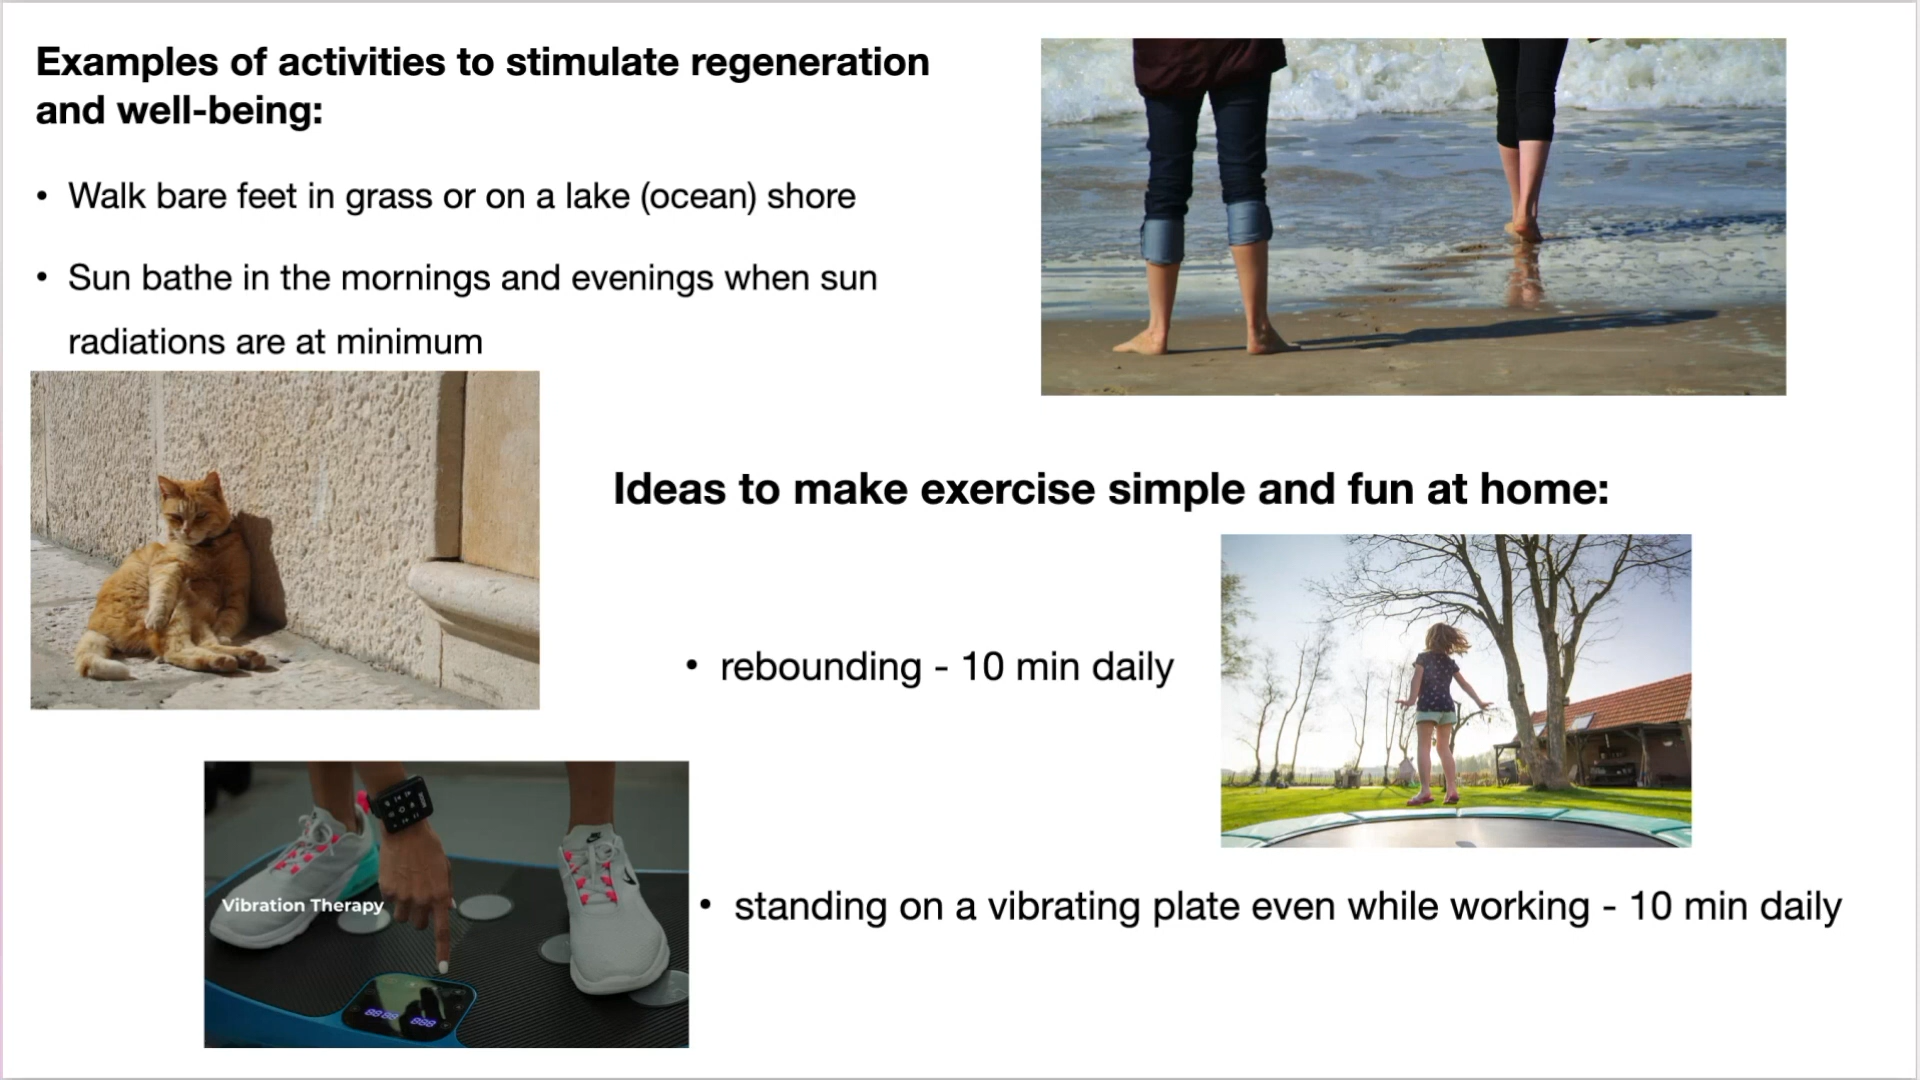 Examples of activities to stimulate regeneration
and well-being:
• Walk bare feet in grass or on a lake (ocean) shore
• Sun bathe in the mornings and evenings when sun
radiations are at minimum
Ideas to make exercise simple and fun at home:
• rebounding - 10 min daily
Vibration Therapy
• standing on a vibrating plate even while working - 10 min daily